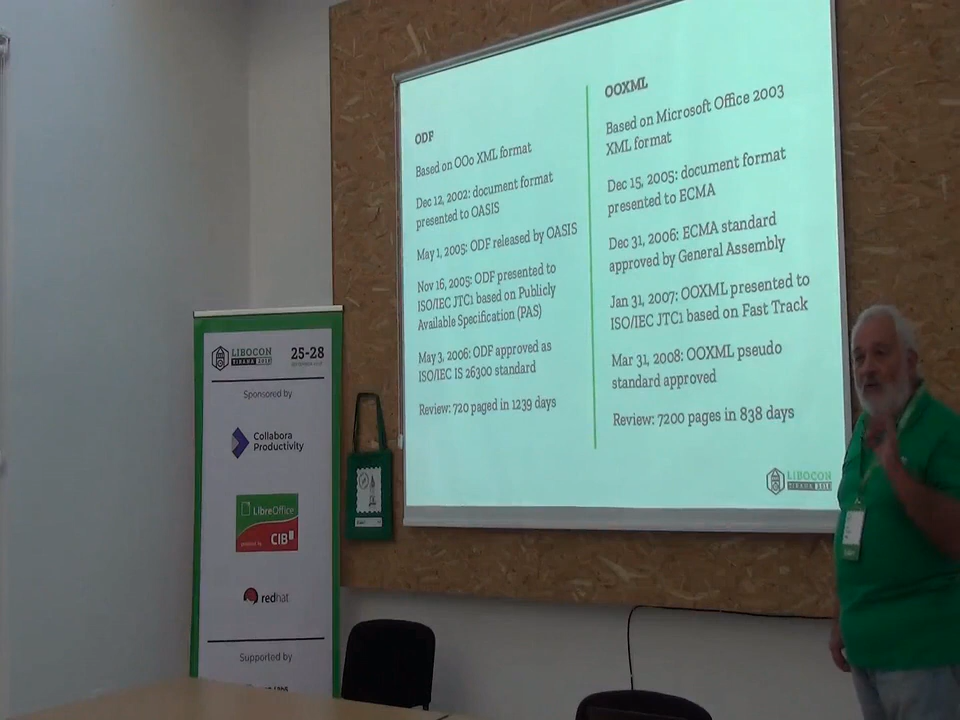 ODF
Based on OOo XML format
Dec 12, 2002: document format
presented to OASIS
May 1, 2005: ODF released by OASIS
Nov 16, 2005: ODF presented to
ISO/IEC JTC1 based on Publicly
Available Specification (PAS)
May 3, 2006: ODF approved as
ISO/IEC IS 26300 standard
Review: 720 paged in 1239 days
OOXML
Based on Microsoft Office 2003
XML format
Dec 15, 2005: document format
presented to ECMA
Dec 31, 2006: ECMA standard
approved by General Assembly
Jan 31, 2007: OOXML presented to
ISO/IEC JTC1 based on Fast Track
Mar 31, 2008: OOXML pseudo
standard approved
Review: 7200 pages in 838 days
LIBOCON
TIRANA 2018
LIBOCON
TIRANA 2018
25-28
Sponsored by
Collabora
Productivity
LibreOffice
powered by CIB
redhat
Supported by